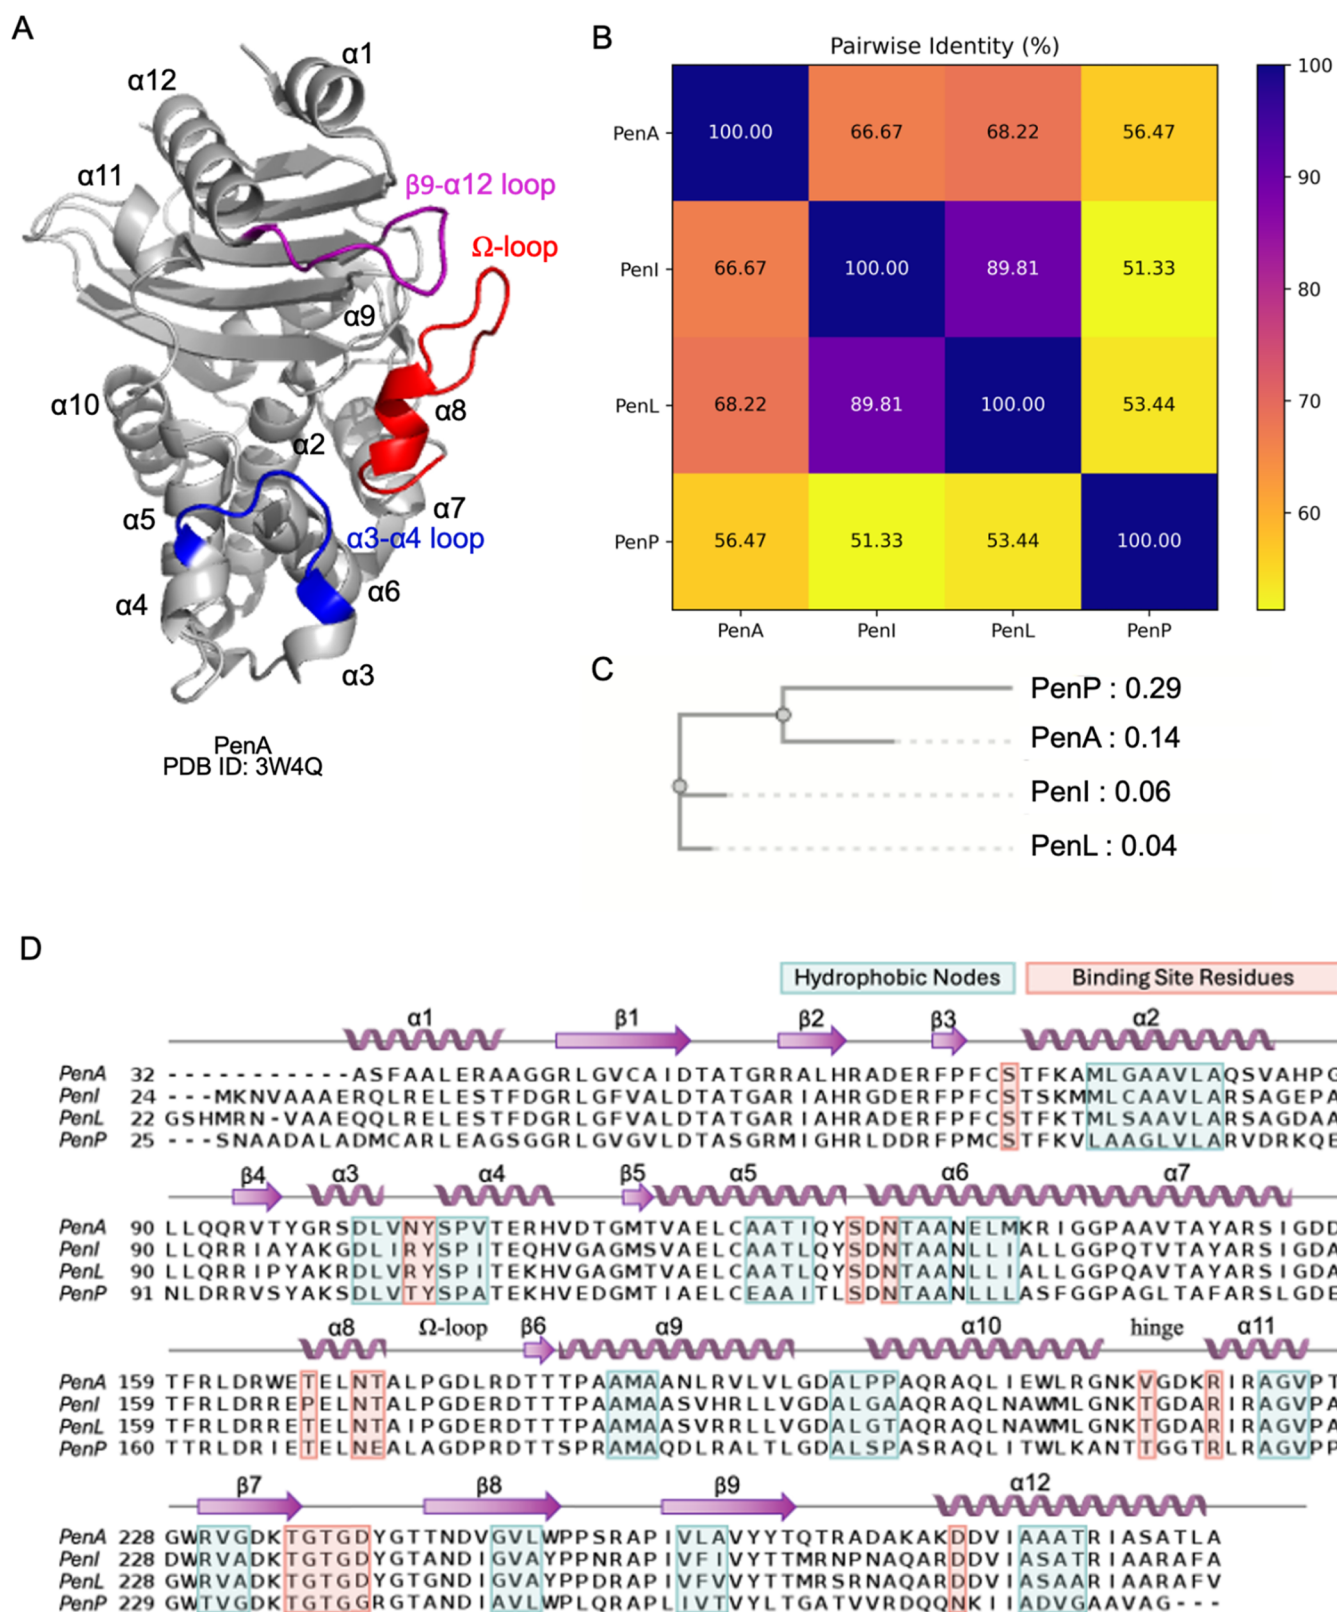 A
α1
α12
α11
β9-α12 loop
Ω-loop
α9
α10
α8
α2
α5
α7
α3-α4 loop
α6
α4
α3
PenA
PDB ID: 3W4Q
B
Pairwise Identity (%)
PenA 100.00 66.67 68.22 56.47
PenI 66.67 100.00 89.81 51.33
PenL 68.22 89.81 100.00 53.44
PenP 56.47 51.33 53.44 100.00
PenA PenI PenL PenP
100
90
80
70
60
C
PenP : 0.29
PenA : 0.14
PenI : 0.06
PenL : 0.04
D
Hydrophobic Nodes Binding Site Residues
α1 β1 β2 β3 α2
PenA 32 - - - - - - - - - - - ASFAALERAAGGRLGVCAIDTATGRRALHRADERFPFCSTFKAMLGAAVLAQSVAHPG
PenI 24 - - - MKNVAAAERQLRELESTFDGRLGFVALDTATGARIAHRGDERFPFCSTSKMMLCAAVLARSAGEPA
PenL 22 GSHMRN-VAAEQQLRELESTFDGRLGFAVLDTATGARIAHRADERFPFCSTFKTMLSAAVLARSAGDAA
PenP 25 - - - SNAADALADMCARLEAGSGGRLGVGVLDTASGRMIGHRLDDRFPMCSTFKVLAAGLVLARVDRKQE
β4 α3 α4 β5 α5 α6 α7
PenA 90 LLQQRVTYGRSDLVNYSPVTERHVDTGMTVAELCAATIQYSDNTAANELMKRIGGPAAVTAYARSIGDD
PenI 90 LLQRRIAYAKGDLIRYSPITEQHVGAGMSVAELCAATLQYSDNTAANLLIALLGGPQTVTAYARSIGDA
PenL 90 LLQRRIPYAKRDLVRYSPITEKHVGAGMTVAELCAATLQYSDNTAANLLIALLGGPQAVTAYARSIGDA
PenP 91 NLDRRVSYAKSDLVTYSPATEKHVEDGMTIAELCEAAITLSDNTAANLLLASFGGPAGLTAFARSLGDE
α8 Ω-loop β6 α9 α10 hinge α11
PenA 159 TFRLDRWETELNTALPGDLRDTTTPAAMAANLRVLVLGDALPPAQRAQLIEWLRGNKVGDKRIRAGVPT
PenI 159 TFRLDRREPELNTALPGDERDTTTPAAMAASVHRLLVGDALGAAQRAQLNAWMLGNKTGDARIRAGVPA
PenL 159 TFRLDRRETELNTAIPGDERDTTTPAAMAASVRRLLVGDALGTAQRAQLNAWMLGNKTGDARIRAGVPA
PenP 160 TTRLDRIETELNEALAGDPRDTTSPRAMAQDLRALTLGDALSPASRAQLITWLKANTTGGTRLRAGVPP
β7 β8 β9 α12
PenA 228 GWRVGDKTGTGDYGTTNDVGVLWPPSRAPIVLAVYYTQTRADAKAKDDVIAAATRIASATLA
PenI 228 DWRVADKTGTGDYGTANDIGVAYPPNRAPIVFIVYTTMRNPNAQARDDVIASATRIAARAFA
PenL 228 GWRVADKTGTGDYGTGNDIGVAYPPDRAPIVFVVYTTMRSRNAQARDDVIASAARIAARAFV
PenP 229 GWTVGDKTGTGGRGTANDIAVLWPLQRAPLIVTVYLTGATVVRDQQNKIIADVGAAVAG- - -